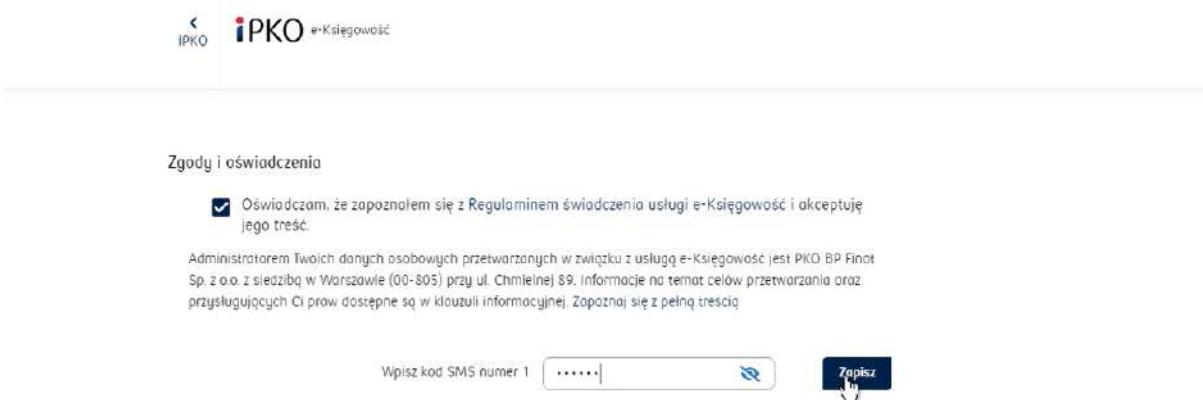 iPKO e-Księgowość
iPKO
Zgody i oświadczenia
Oświadczam, że zapoznałem się z Regulaminem świadczenia usługi e-Księgowość i akceptuję
jego treść.
Administratorem Twoich danych osobowych przetwarzanych w związku z usługą e-Księgowość jest PKO BP Finat
Sp. z o.o. z siedzibą w Warszawie (00-805) przy ul. Chmielnej 89. Informacje na temat celów przetwarzania oraz
przysługujących Ci praw dostępne są w klauzuli informacyjnej. Zapoznaj się z pełną treścią
Wpisz kod SMS numer 1 ······
Zapisz